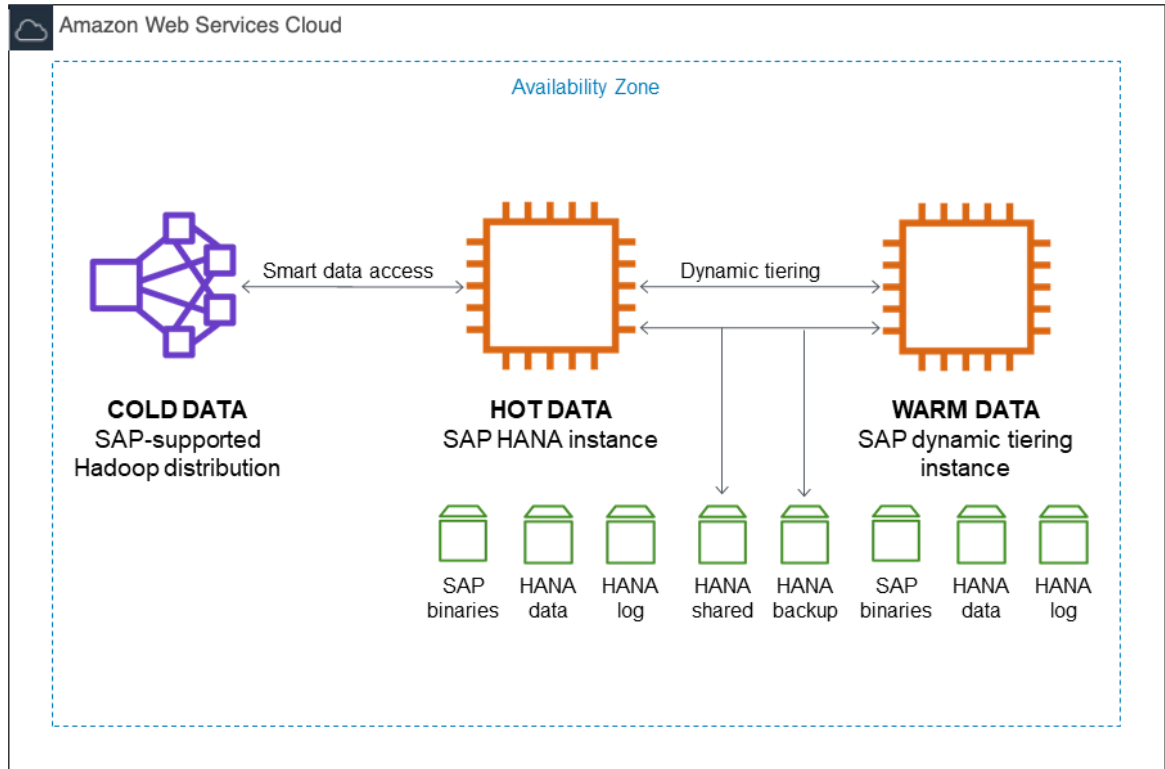 Amazon Web Services Cloud
Availability Zone
Smart data access
Dynamic tiering
COLD DATA
SAP-supported
Hadoop distribution
HOT DATA
SAP HANA instance
WARM DATA
SAP dynamic tiering
instance
SAP
binaries
HANA
data
HANA
log
HANA
shared
HANA
backup
SAP
binaries
HANA
data
HANA
log